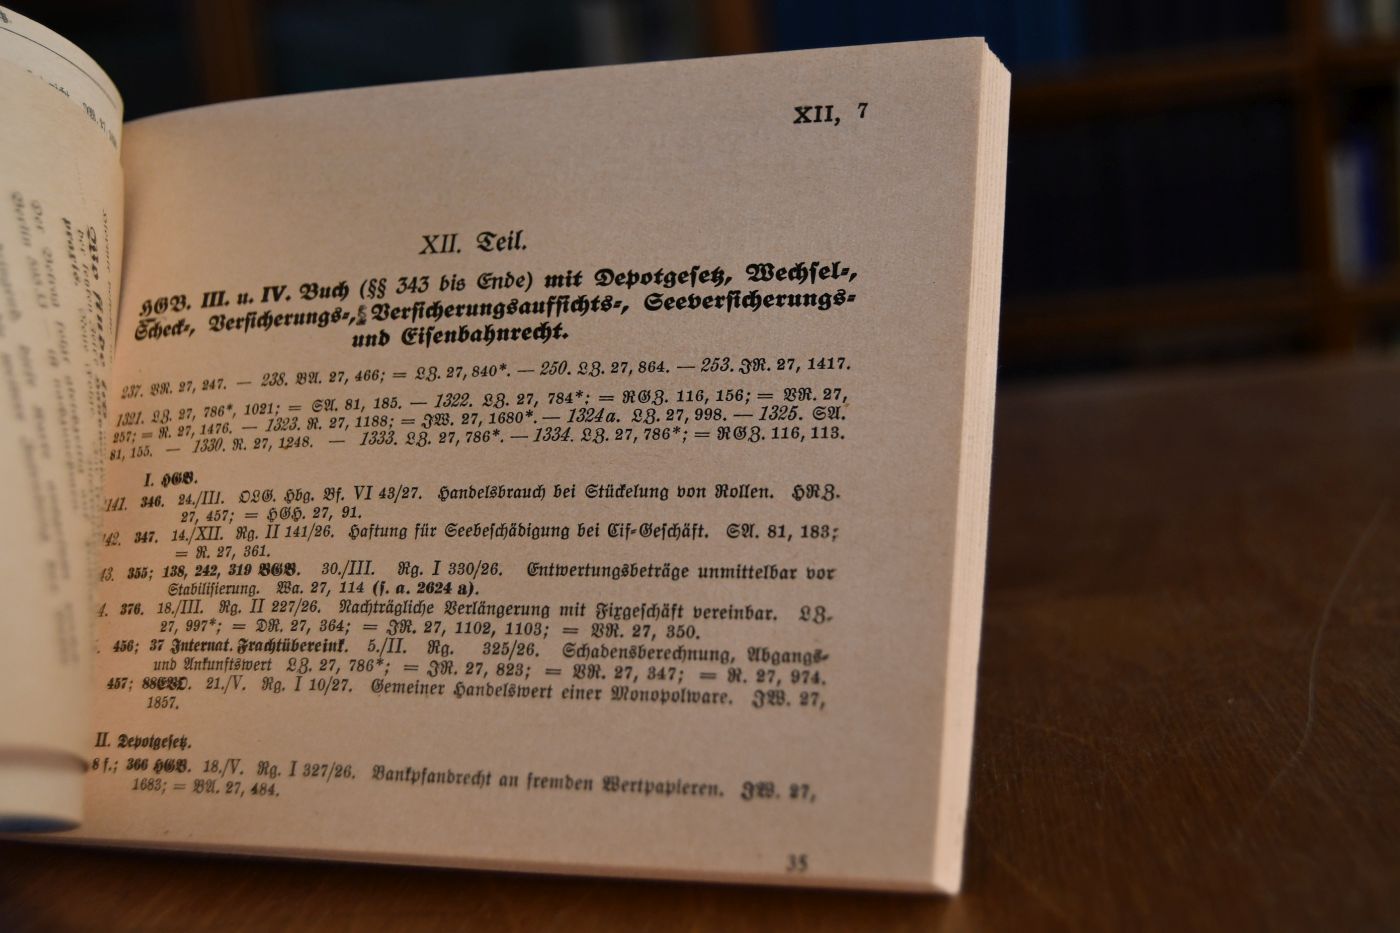 XII, 7
XII. Teil.
HGB. III. u. IV. Buch (§§ 343 bis Ende) mit Depotgesetz, Wechsel-,
Scheck-, Versicherungs-, Versicherungsaufsichts-, Seeversicherungs-
und Eisenbahnrecht.
237. BR. 27, 247. — 238. BA. 27, 466; = LZ. 27, 840*. — 250. LZ. 27, 864. — 253. JR. 27, 1417.
1321. LZ. 27, 786*, 1021; = SA. 81, 185. — 1322. LZ. 27, 784*; = RGZ. 116, 156; = VR. 27,
257; = R. 27, 1476. — 1323. R. 27, 1188; = JW. 27, 1680*. — 1324a. LZ. 27, 998. — 1325. SA.
81, 155. — 1330. R. 27, 1248. — 1333. LZ. 27, 786*. — 1334. LZ. 27, 786*; = RGZ. 116, 113.
I. HGB.
141. 346. 24./III. OLG. Hbg. Bf. VI 43/27. Handelsbrauch bei Stückelung von Rollen. HRZ.
27, 457; = HGH. 27, 91.
142. 347. 14./XII. Rg. II 141/26. Haftung für Seebeschädigung bei Cif-Geschäft. SA. 81, 183;
= R. 27, 361.
43. 355; 138, 242, 319 BGB. 30./III. Rg. I 330/26. Entwertungsbeträge unmittelbar vor
Stabilisierung. Wa. 27, 114 (s. a. 2624 a).
4. 376. 18./III. Rg. II 227/26. Nachträgliche Verlängerung mit Fixgeschäft vereinbar. LZ.
27, 997*; = DR. 27, 364; = JR. 27, 1102, 1103; = VR. 27, 350.
456; 37 Internat. Frachtübereink. 5./II. Rg. 325/26. Schadensberechnung, Abgangs-
und Ankunftswert LZ. 27, 786*; = JR. 27, 823; = VR. 27, 347; = R. 27, 974.
457; 88 EVO. 21./V. Rg. I 10/27. Gemeiner Handelswert einer Monopolware. JW. 27,
1857.
II. Depotgesetz.
8 f.; 366 HGB. 18./V. Rg. I 327/26. Bankpfandrecht an fremden Wertpapieren. JW. 27,
1683; = BA. 27, 484.
35